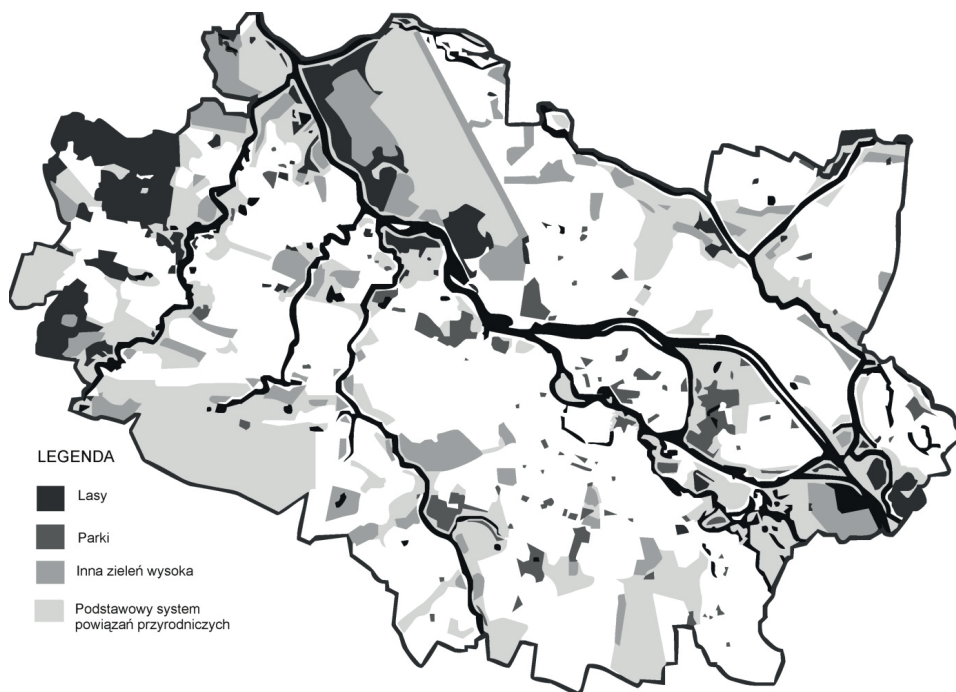 LEGENDA
Lasy
Parki
Inna zieleń wysoka
Podstawowy system
powiązań przyrodniczych